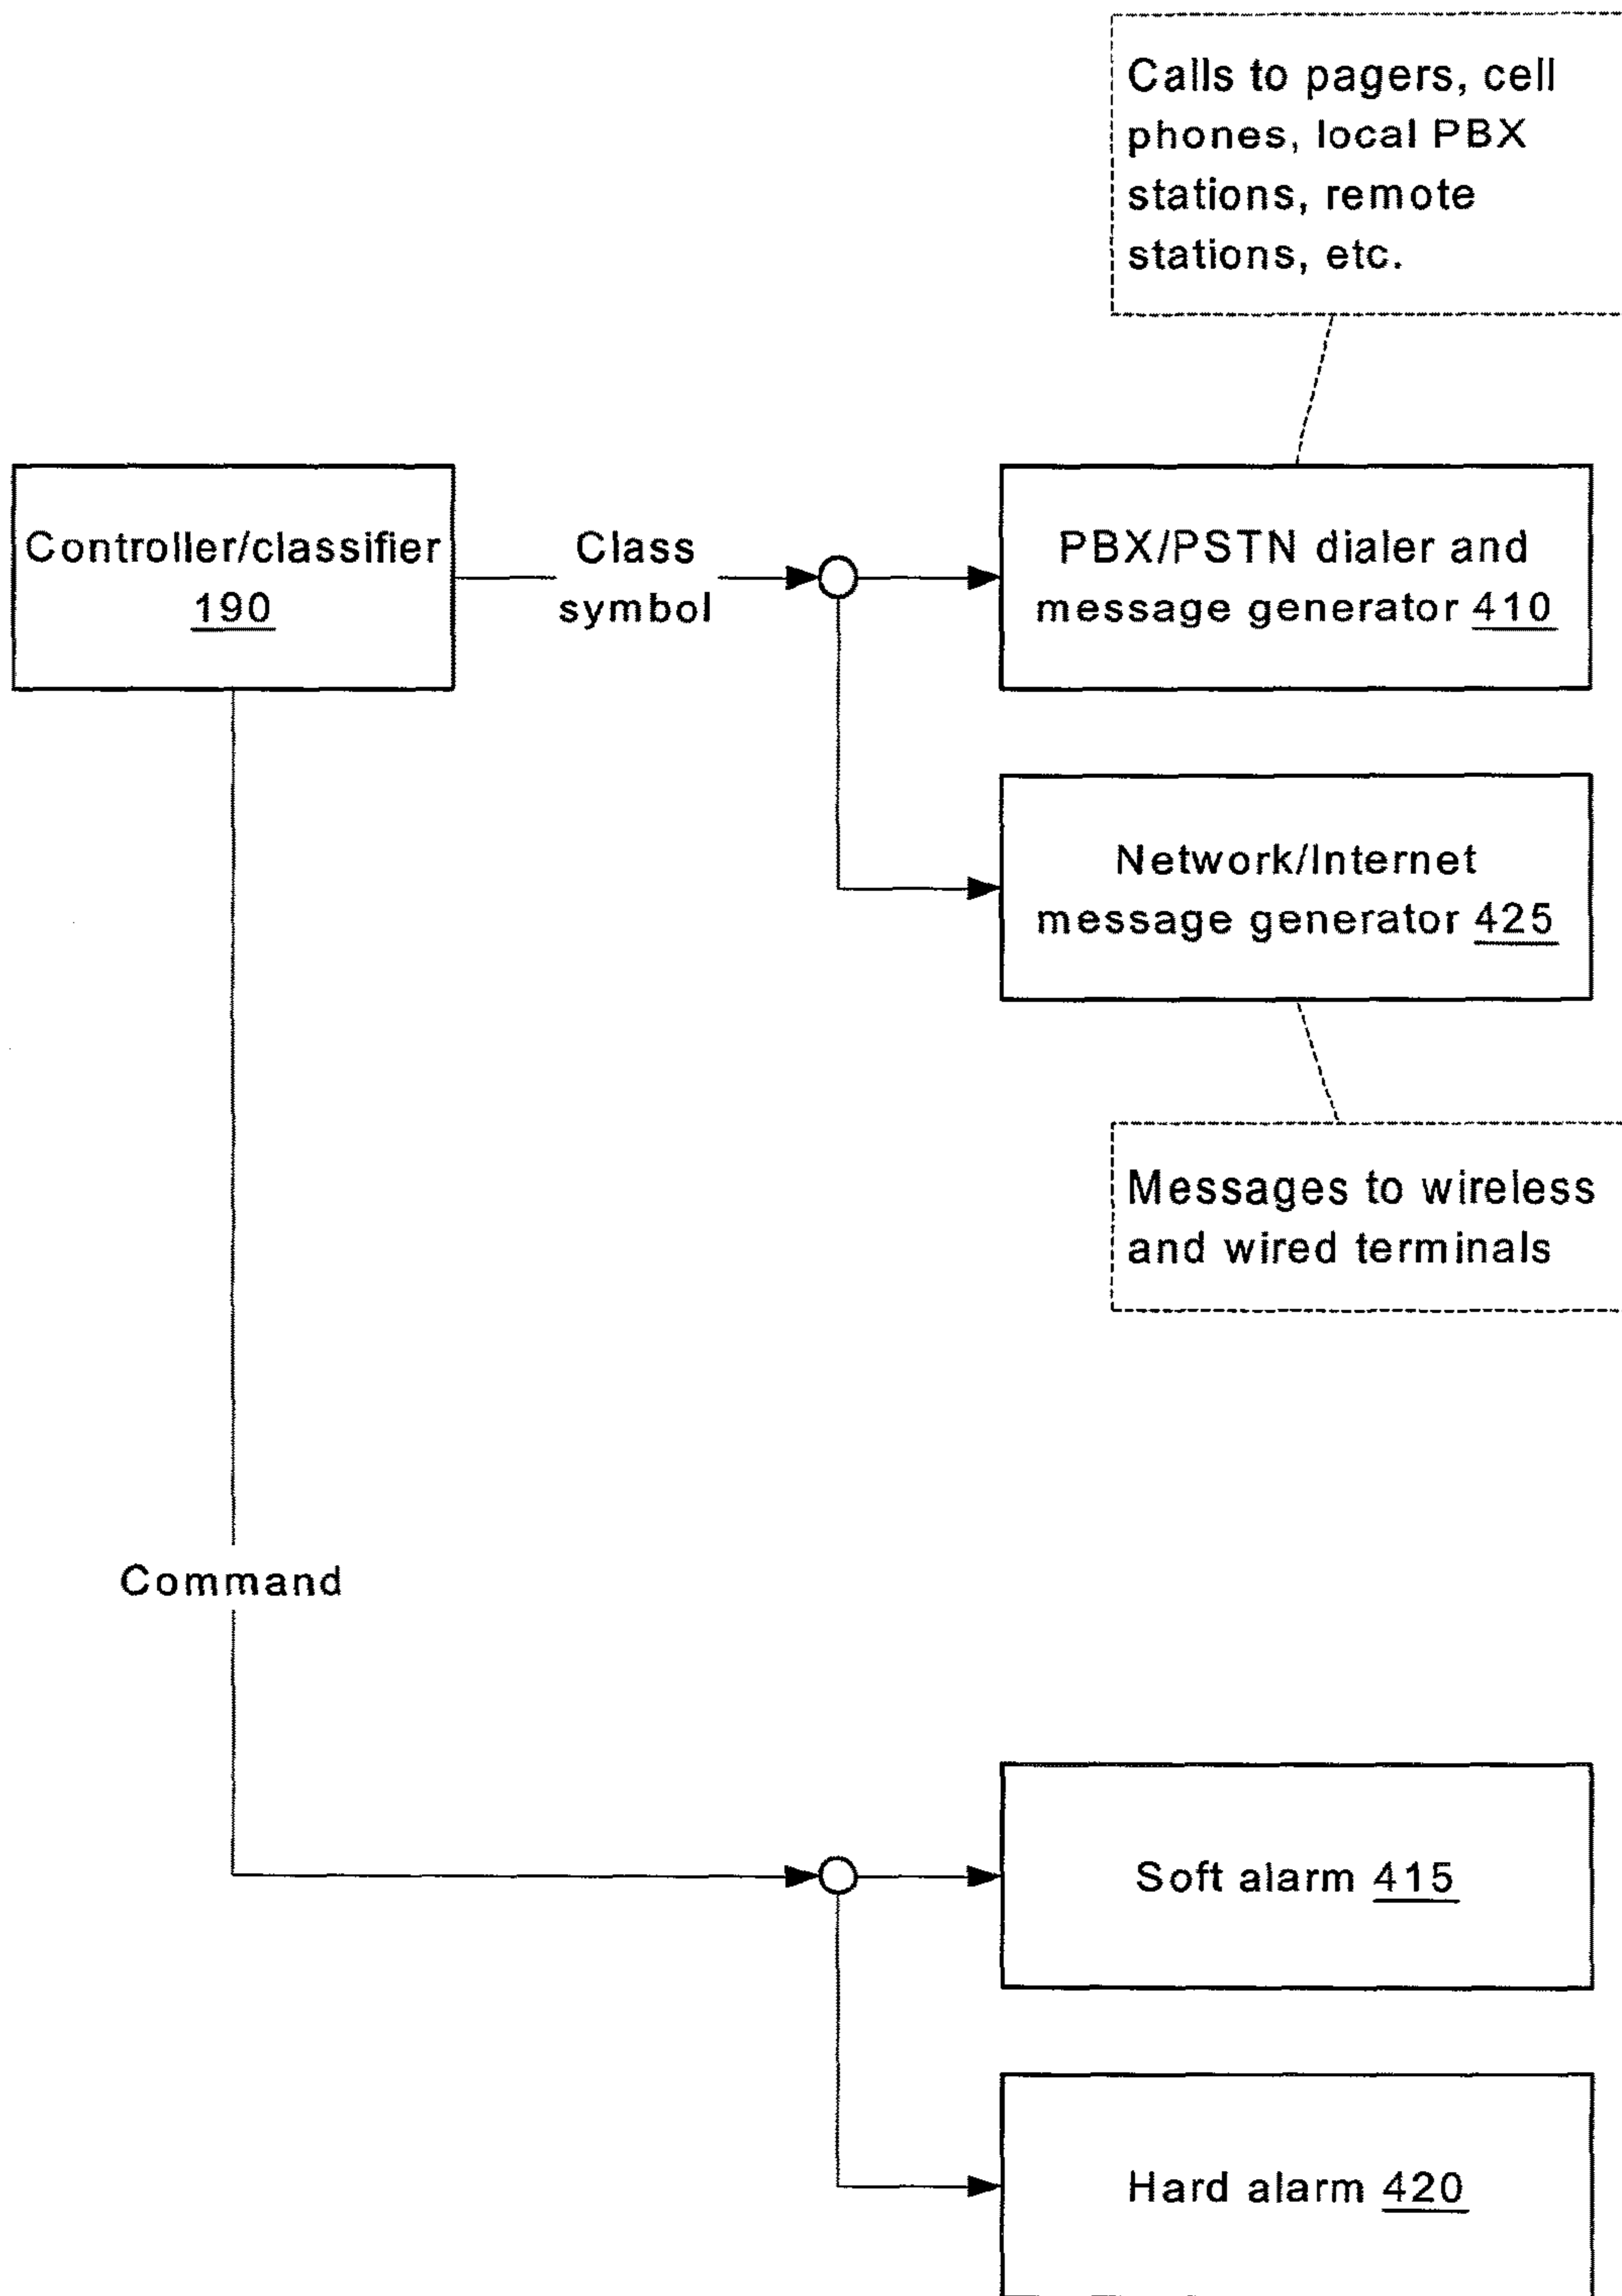 Calls to pagers, cell
phones, local PBX
stations, remote
stations, etc.
Controller/classifier
190
Class
symbol
PBX/PSTN dialer and
message generator 410
Network/Internet
message generator 425
Messages to wireless
and wired terminals
Command
Soft alarm 415
Hard alarm 420